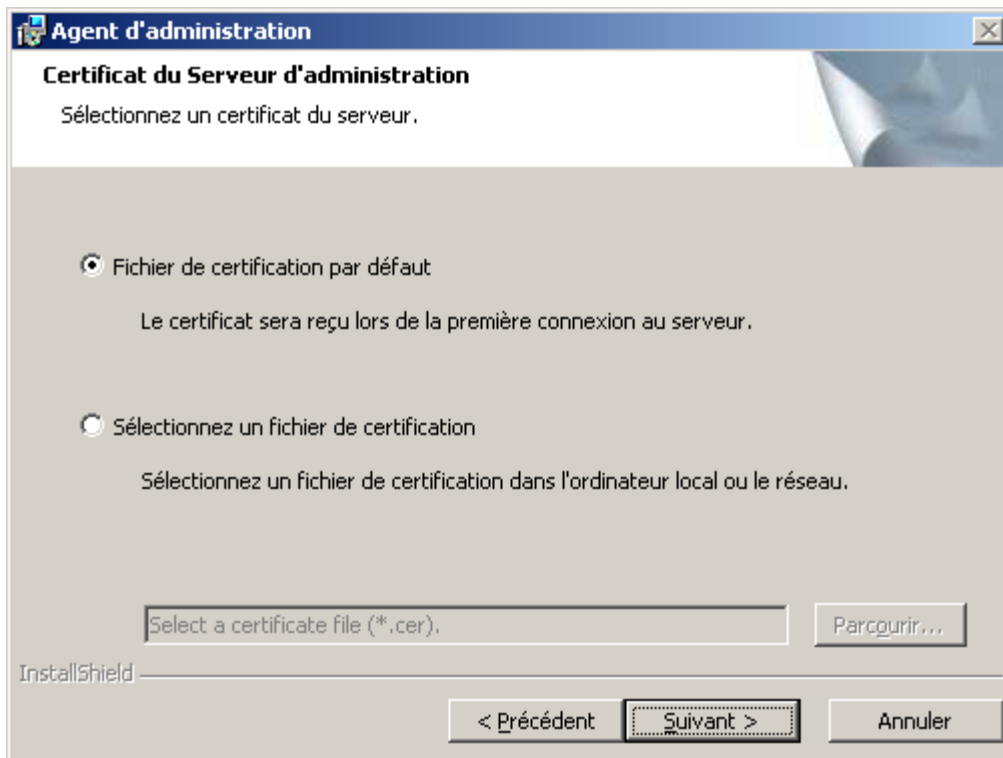 Agent d'administration
Certificat du Serveur d'administration
Sélectionnez un certificat du serveur.
Fichier de certification par défaut
Le certificat sera reçu lors de la première connexion au serveur.
Sélectionnez un fichier de certification
Sélectionnez un fichier de certification dans l'ordinateur local ou le réseau.
Select a certificate file (*.cer).
Parcourir...
InstallShield
< Précédent
Suivant >
Annuler